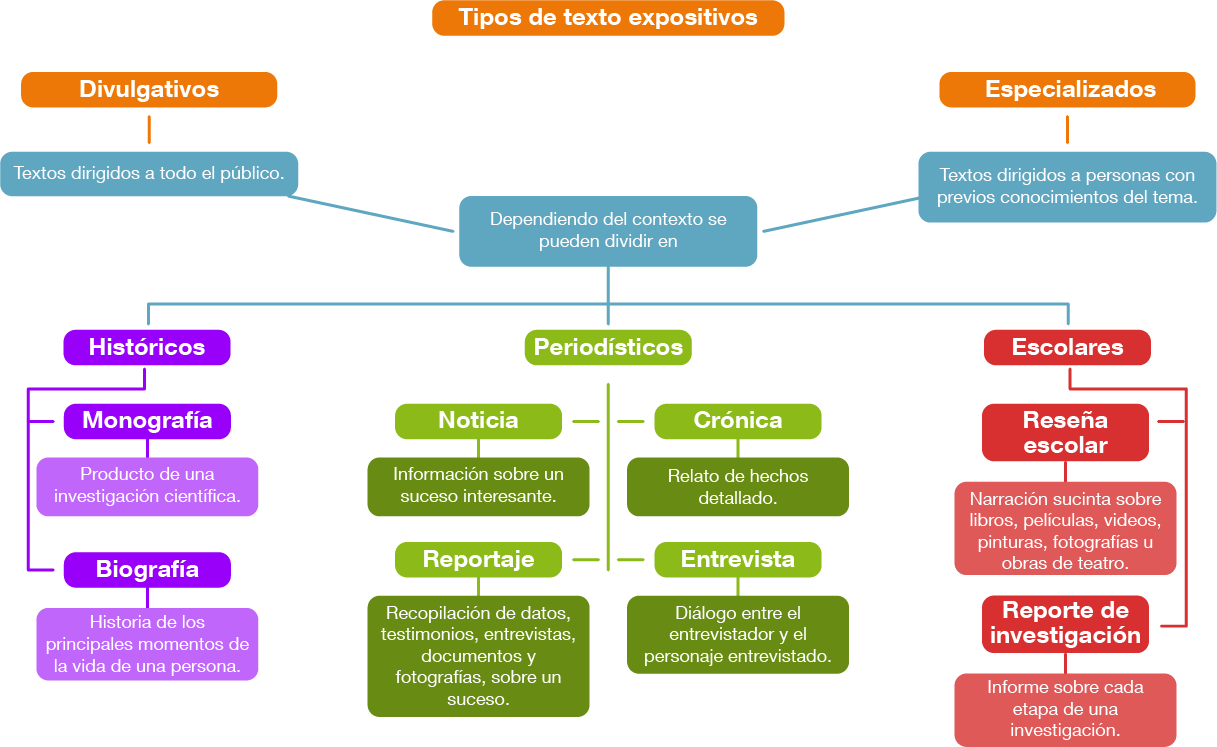 Tipos de texto expositivos
Divulgativos
Textos dirigidos a todo el público.
Especializados
Textos dirigidos a personas con
previos conocimientos del tema.
Dependiendo del contexto se
pueden dividir en
Históricos
Monografía
Producto de una
investigación científica.
Biografía
Historia de los
principales momentos de
la vida de una persona.
Periodísticos
Noticia
Información sobre un
suceso interesante.
Crónica
Relato de hechos
detallado.
Reportaje
Recopilación de datos,
testimonios, entrevistas,
documentos y
fotografías, sobre un
suceso.
Entrevista
Diálogo entre el
entrevistador y el
personaje entrevistado.
Escolares
Reseña
escolar
Narración sucinta sobre
libros, películas, videos,
pinturas, fotografías u
obras de teatro.
Reporte de
investigación
Informe sobre cada
etapa de una
investigación.